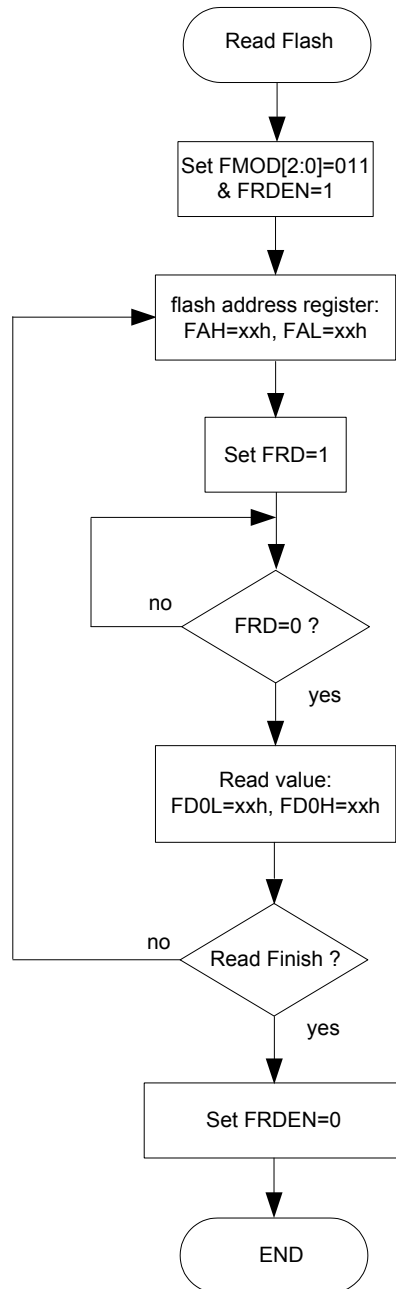 Read Flash
Set FMOD[2:0]=011
& FRDEN=1
flash address register:
FAH=xxh, FAL=xxh
Set FRD=1
no
FRD=0 ?
yes
Read value:
FD0L=xxh, FD0H=xxh
no
Read Finish ?
yes
Set FRDEN=0
END